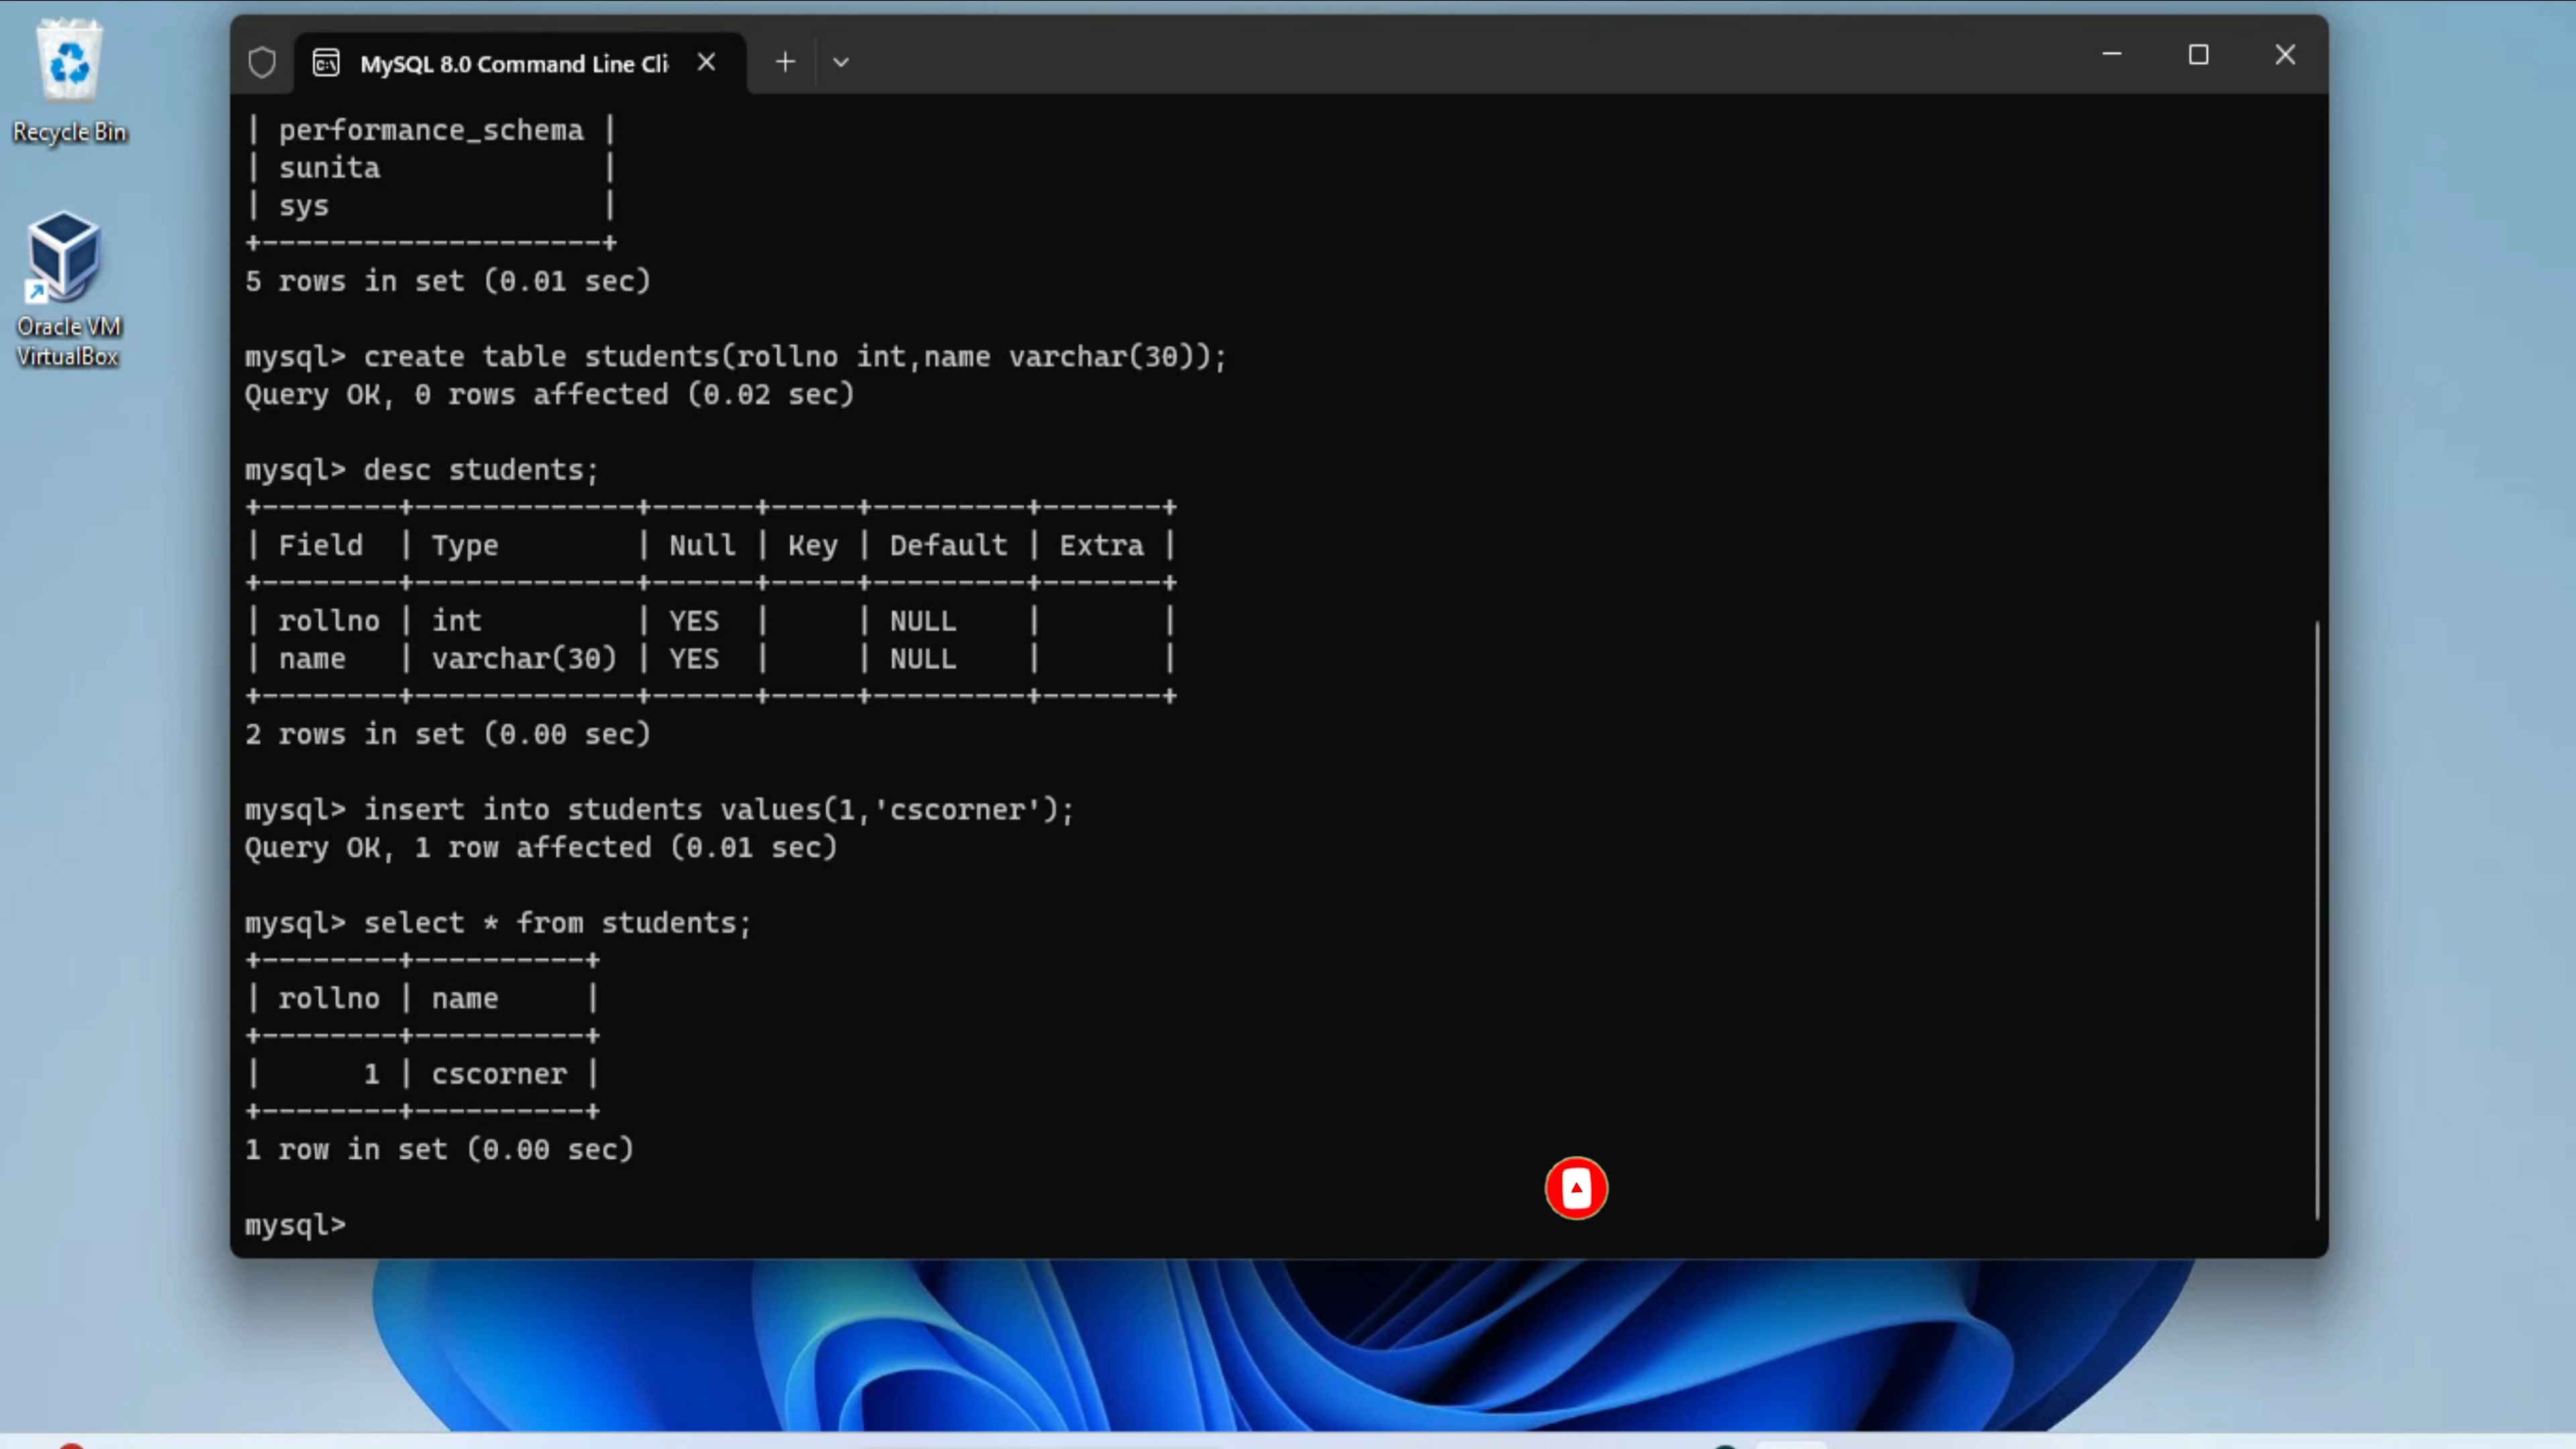 Recycle Bin
Oracle VM
VirtualBox
MySQL 8.0 Command Line Cli
| performance_schema |
| sunita             |
| sys                |
+--------------------+
5 rows in set (0.01 sec)
mysql> create table students(rollno int,name varchar(30));
Query OK, 0 rows affected (0.02 sec)
mysql> desc students;
+--------+-------------+------+-----+---------+-------+
| Field  | Type        | Null | Key | Default | Extra |
+--------+-------------+------+-----+---------+-------+
| rollno | int         | YES  |     | NULL    |       |
| name   | varchar(30) | YES  |     | NULL    |       |
+--------+-------------+------+-----+---------+-------+
2 rows in set (0.00 sec)
mysql> insert into students values(1,'cscorner');
Query OK, 1 row affected (0.01 sec)
mysql> select * from students;
+--------+----------+
| rollno | name     |
+--------+----------+
|      1 | cscorner |
+--------+----------+
1 row in set (0.00 sec)
mysql>